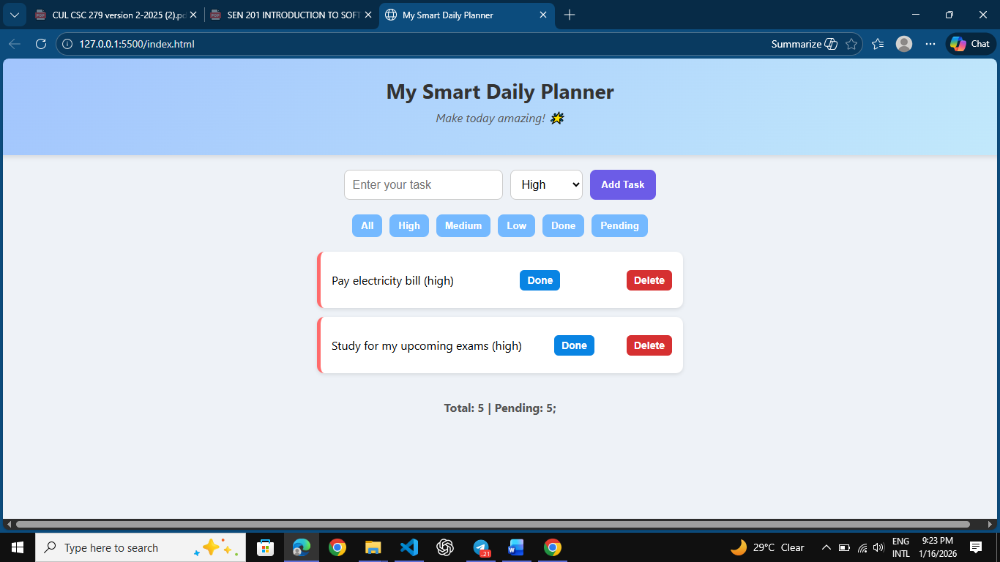 CUL CSC 279 version 2-2025 (2).pd
SEN 201 INTRODUCTION TO SOFT
My Smart Daily Planner
127.0.0.1:5500/index.html
Summarize
Chat
My Smart Daily Planner
Make today amazing! 🌟
Enter your task
High
Add Task
All
High
Medium
Low
Done
Pending
Pay electricity bill (high)
Done
Delete
Study for my upcoming exams (high)
Done
Delete
Total: 5 | Pending: 5;
Type here to search
21
29°C Clear
ENG
INTL
9:23 PM
1/16/2026